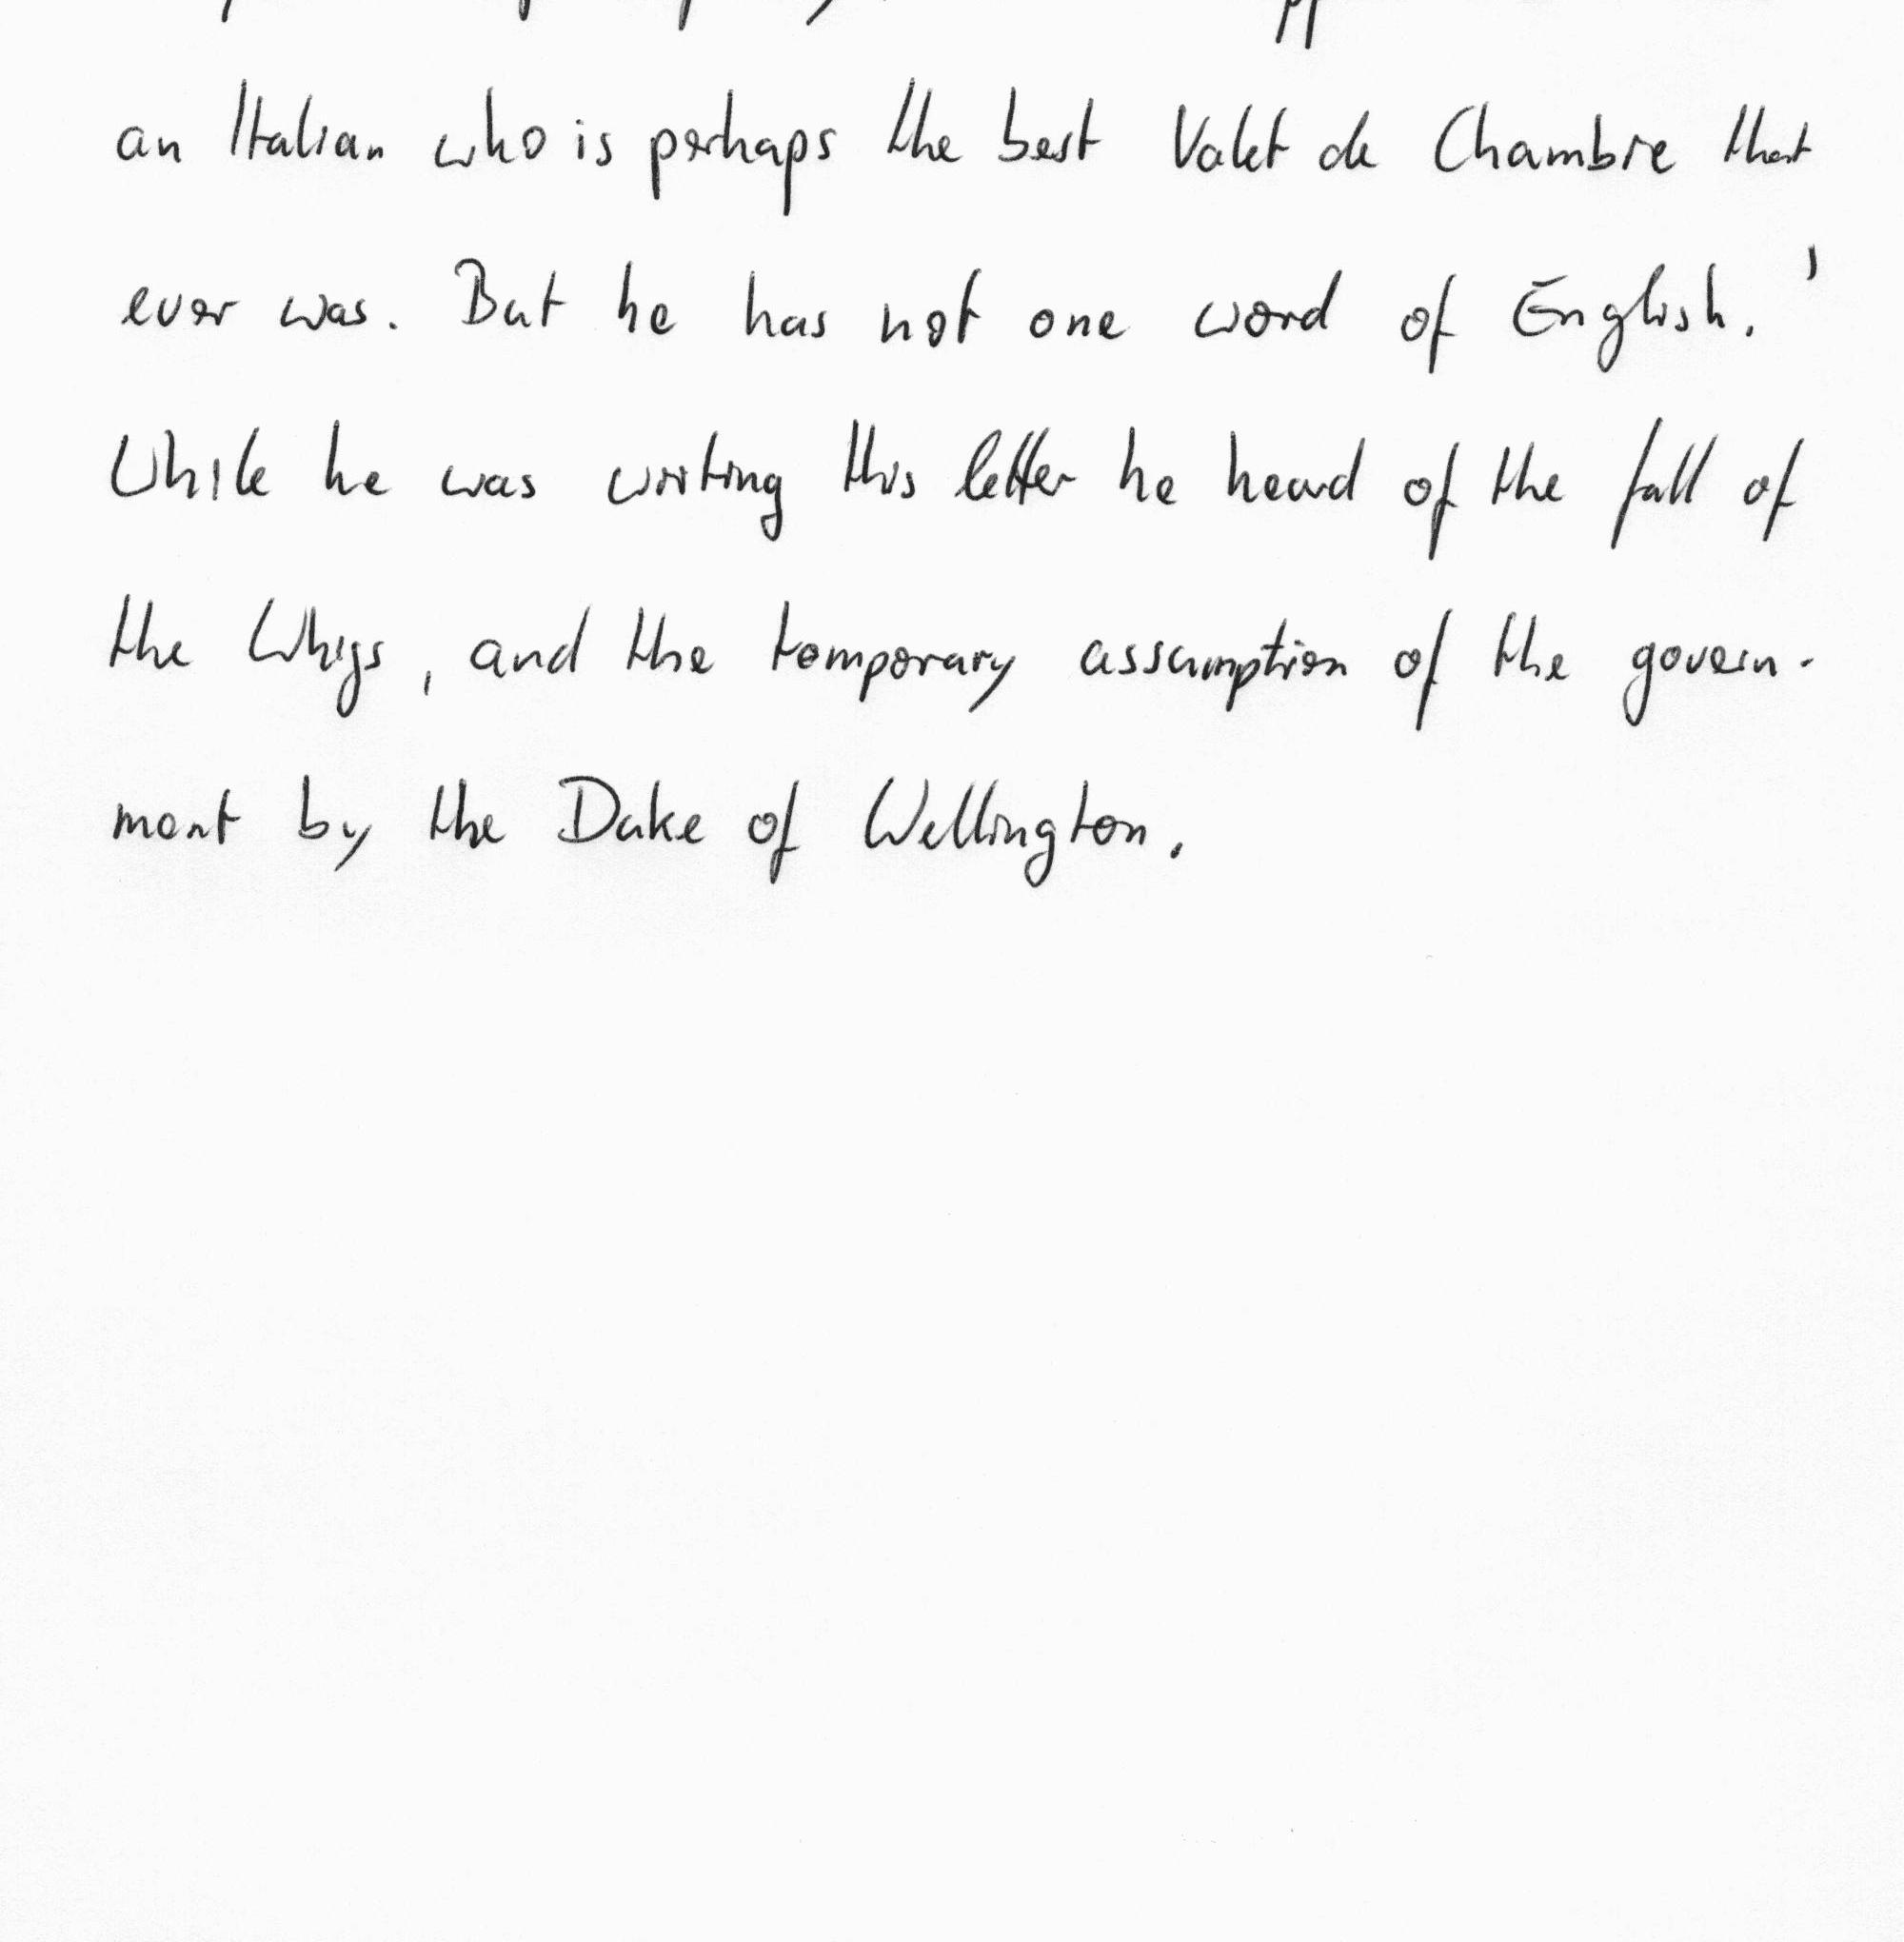 an Italian who is perhaps the best Valet de Chambre that
ever was. But he has not one word of English.'
While he was writing this letter he heard of the fall of
the Whigs, and the temporary assumption of the govern-
ment by the Duke of Wellington.